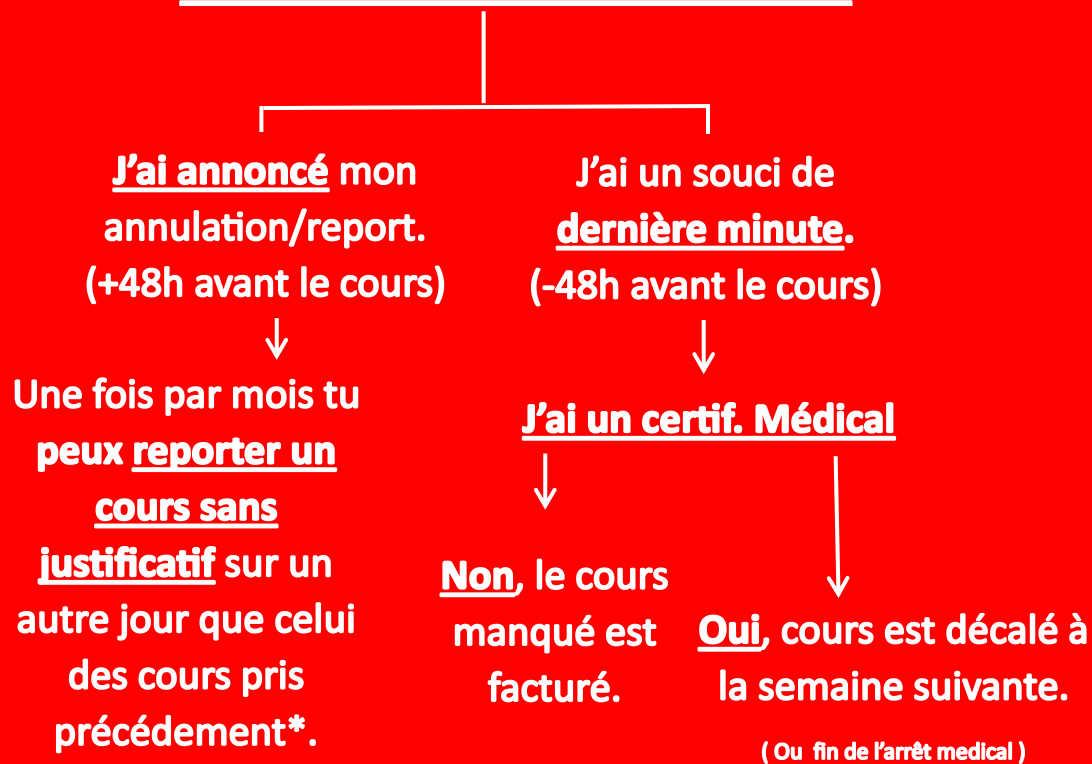 J'ai annoncé mon
annulation/report.
(+48h avant le cours)
Une fois par mois tu
peux reporter un
cours sans
justificatif sur un
autre jour que celui
des cours pris
précédement*.
J'ai un souci de
dernière minute.
(-48h avant le cours)
J'ai un certif. Médical
Non, le cours
manqué est
facturé.
Oui, cours est décalé à
la semaine suivante.
( Ou fin de l'arrêt medical )